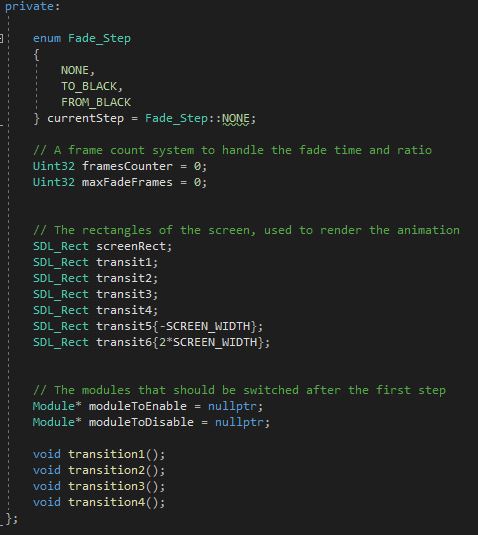 private:
enum Fade_Step
{
NONE,
TO_BLACK,
FROM_BLACK
} currentStep = Fade_Step::NONE;
// A frame count system to handle the fade time and ratio
Uint32 framesCounter = 0;
Uint32 maxFadeFrames = 0;
// The rectangles of the screen, used to render the animation
SDL_Rect screenRect;
SDL_Rect transit1;
SDL_Rect transit2;
SDL_Rect transit3;
SDL_Rect transit4;
SDL_Rect transit5{-SCREEN_WIDTH};
SDL_Rect transit6{2*SCREEN_WIDTH};
// The modules that should be switched after the first step
Module* moduleToEnable = nullptr;
Module* moduleToDisable = nullptr;
void transition1();
void transition2();
void transition3();
void transition4();
};